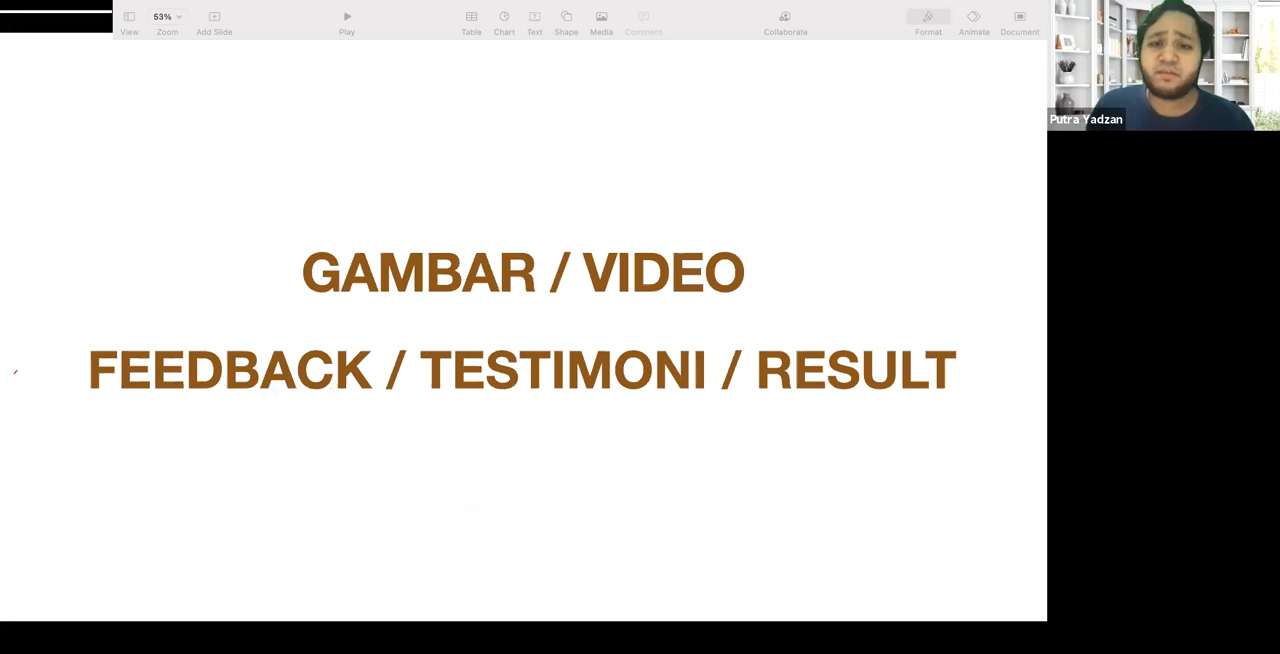 53%
View
Zoom
Add Slide
Play
Table
Chart
Text
Shape
Media
Comment
Collaborate
Format
Animate
Document
Putra Yadzan
GAMBAR / VIDEO
FEEDBACK / TESTIMONI / RESULT